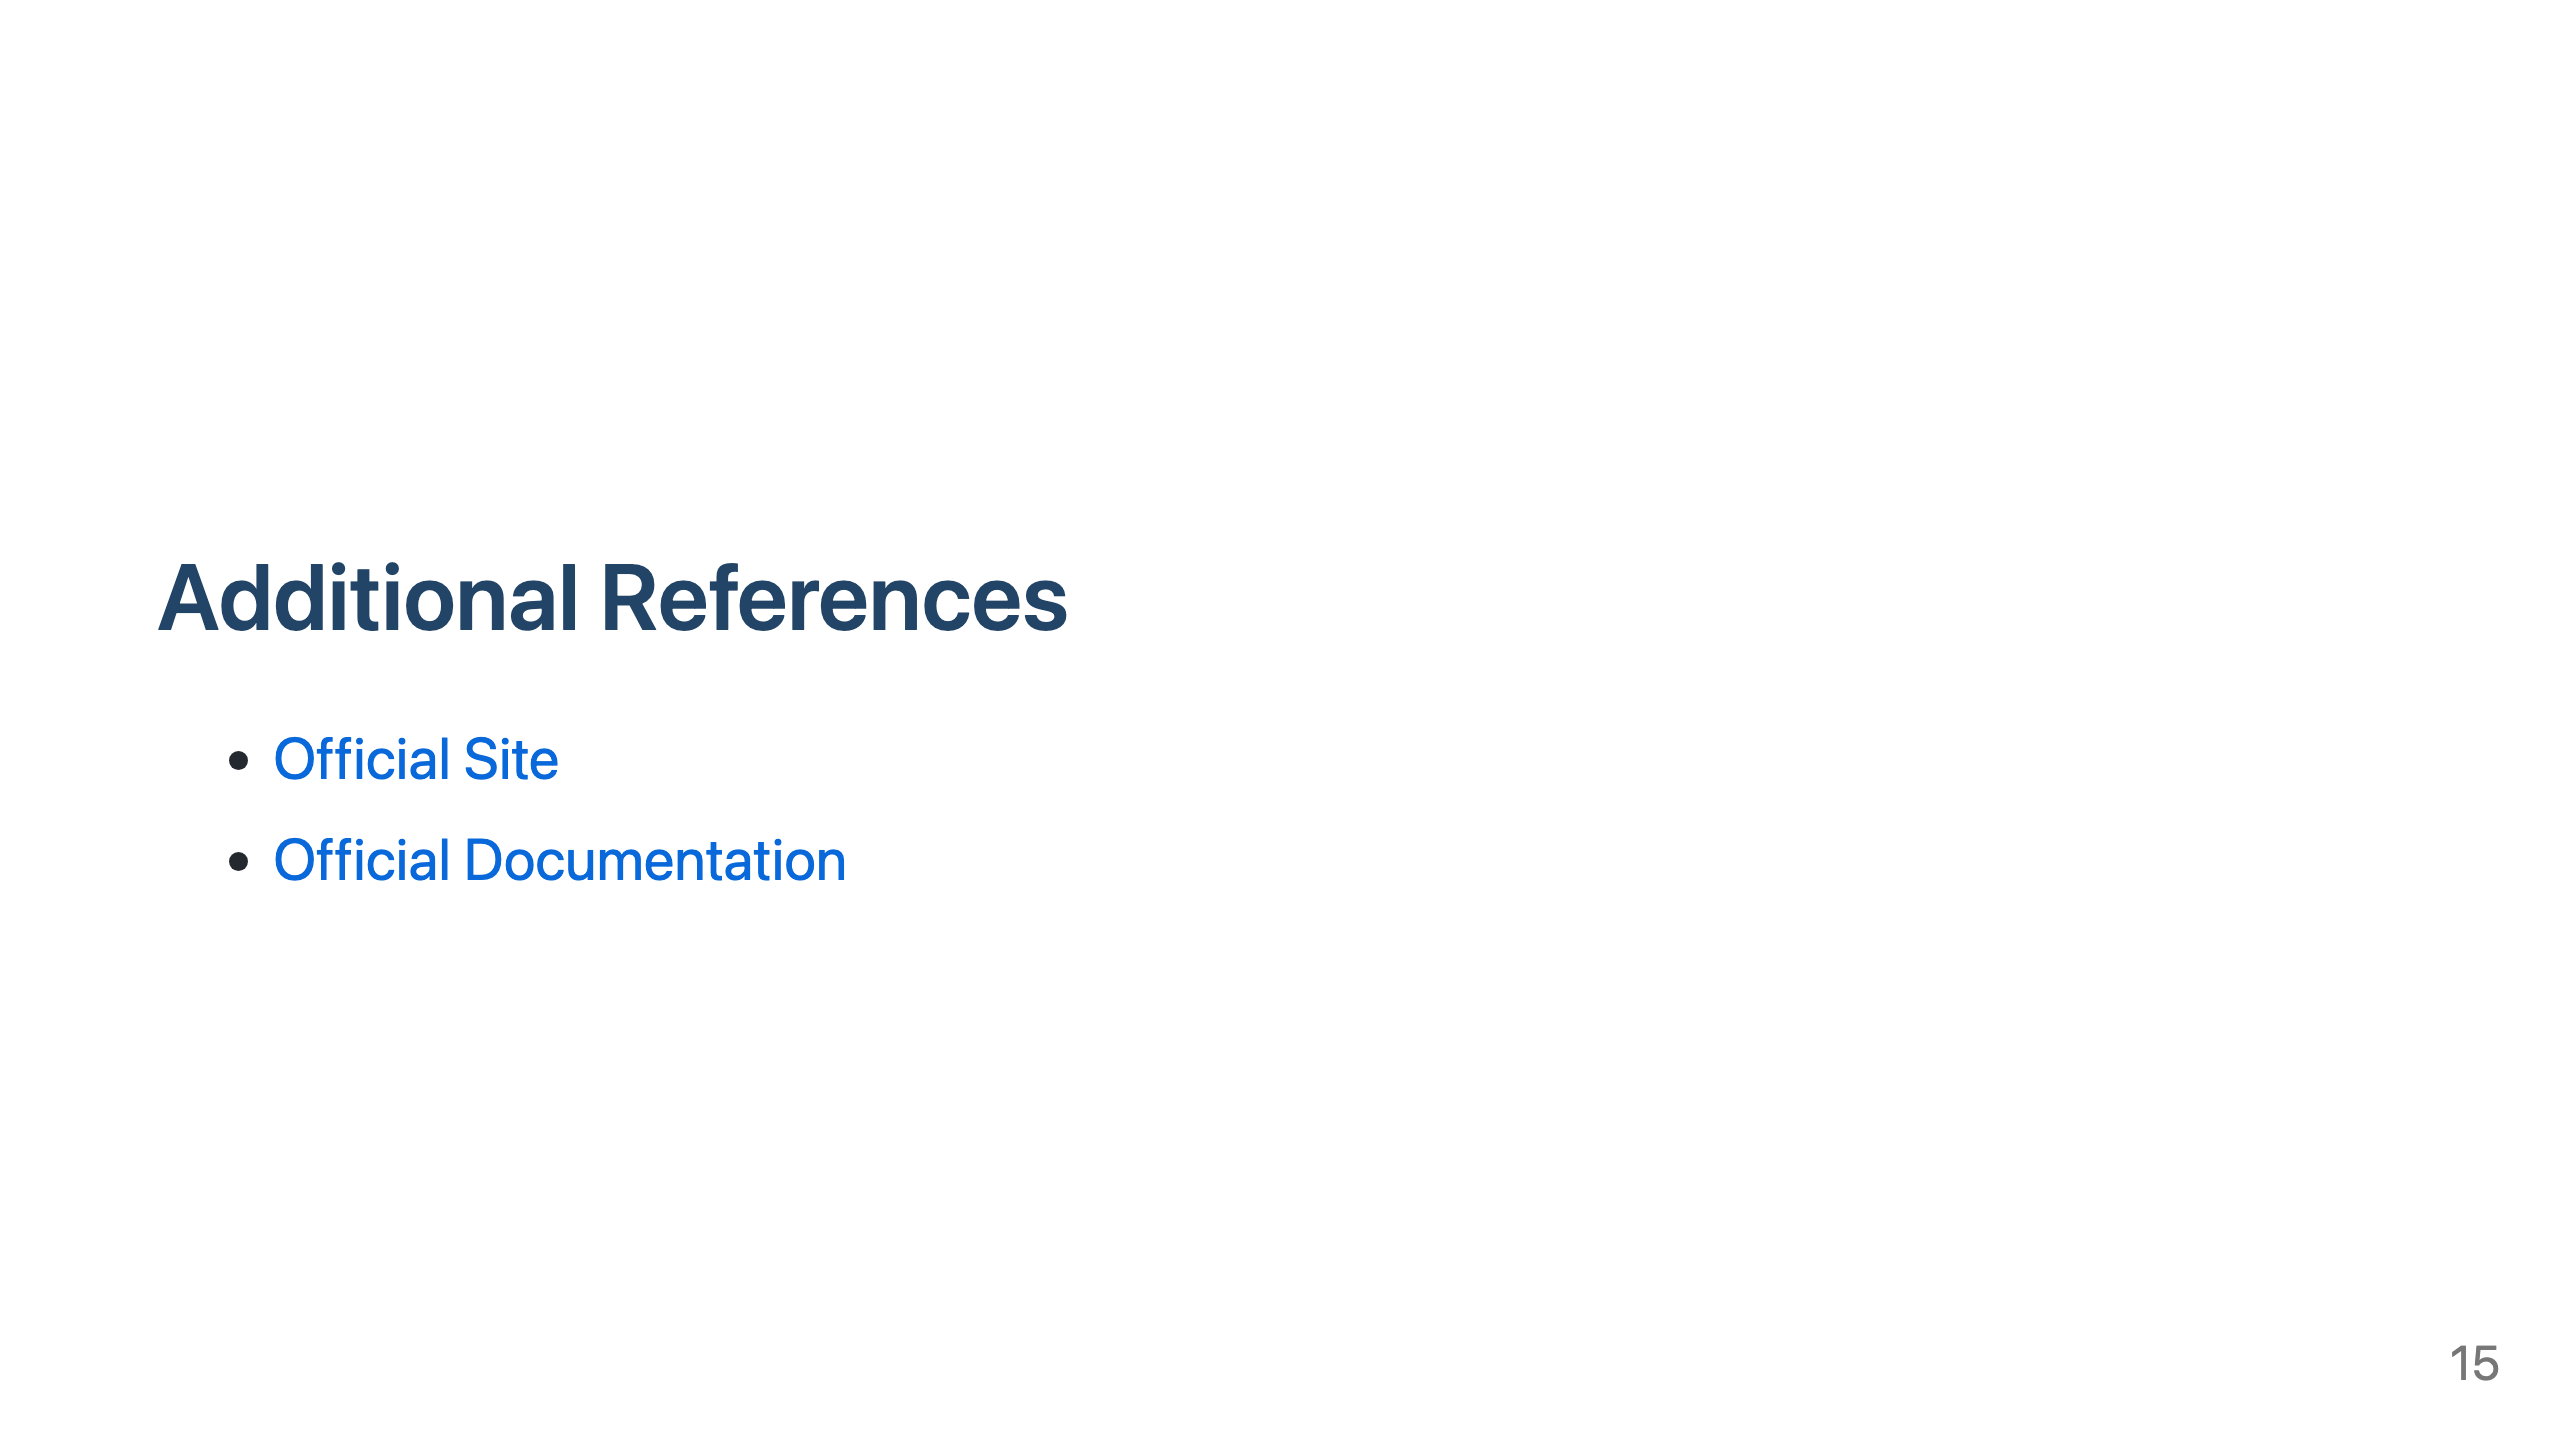 Additional References
• Official Site
• Official Documentation
15